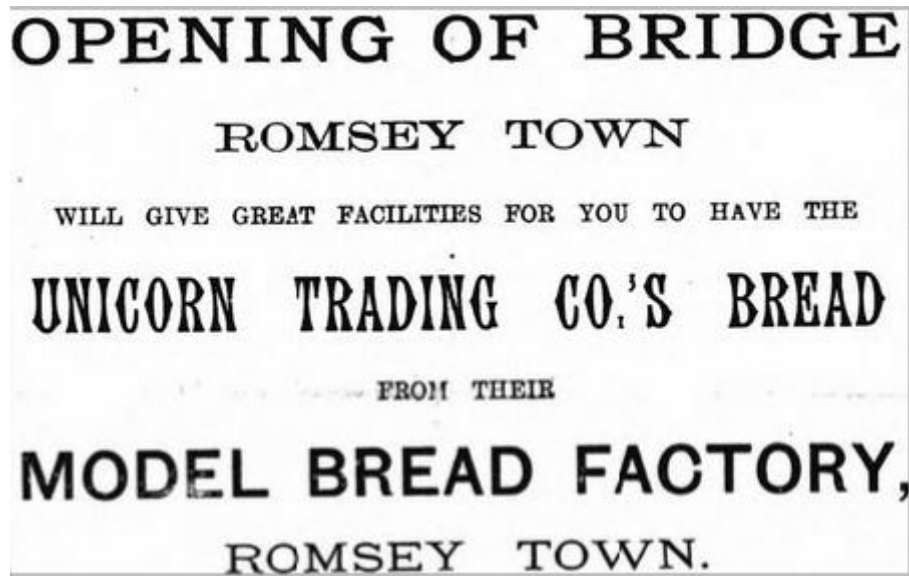 OPENING OF BRIDGE
ROMSEY TOWN
WILL GIVE GREAT FACILITIES FOR YOU TO HAVE THE
UNICORN TRADING CO.'S BREAD
FROM THEIR
MODEL BREAD FACTORY,
ROMSEY TOWN.